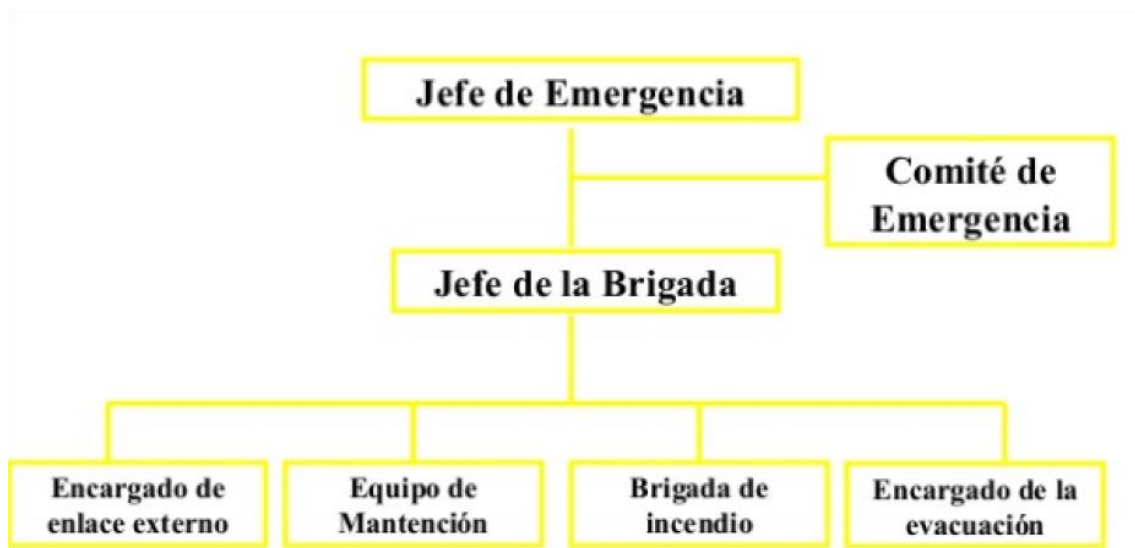 Jefe de Emergencia
Comité de
Emergencia
Jefe de la Brigada
Encargado de
enlace externo
Equipo de
Mantención
Brigada de
incendio
Encargado de la
evacuación